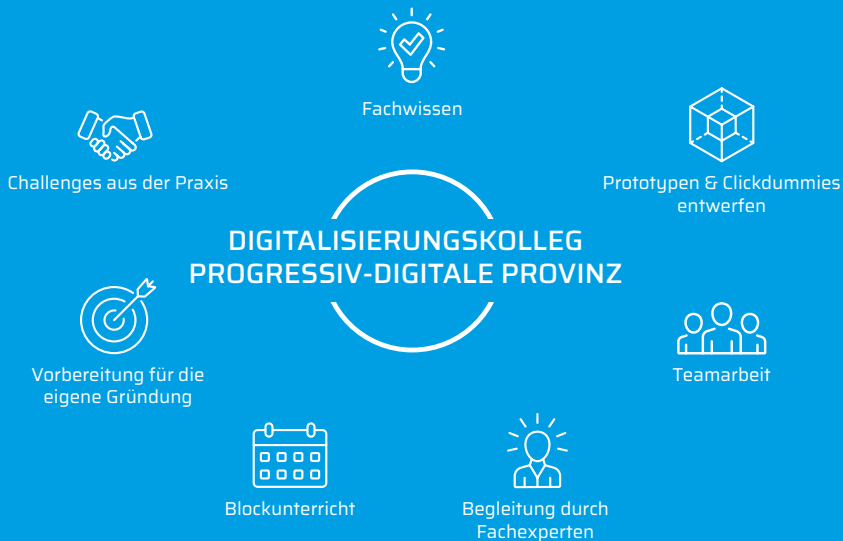 Fachwissen
Challenges aus der Praxis
Prototypen & Clickdummies
entwerfen
DIGITALISIERUNGSKOLLEG
PROGRESSIV-DIGITALE PROVINZ
Vorbereitung für die
eigene Gründung
Teamarbeit
Blockunterricht
Begleitung durch
Fachexperten